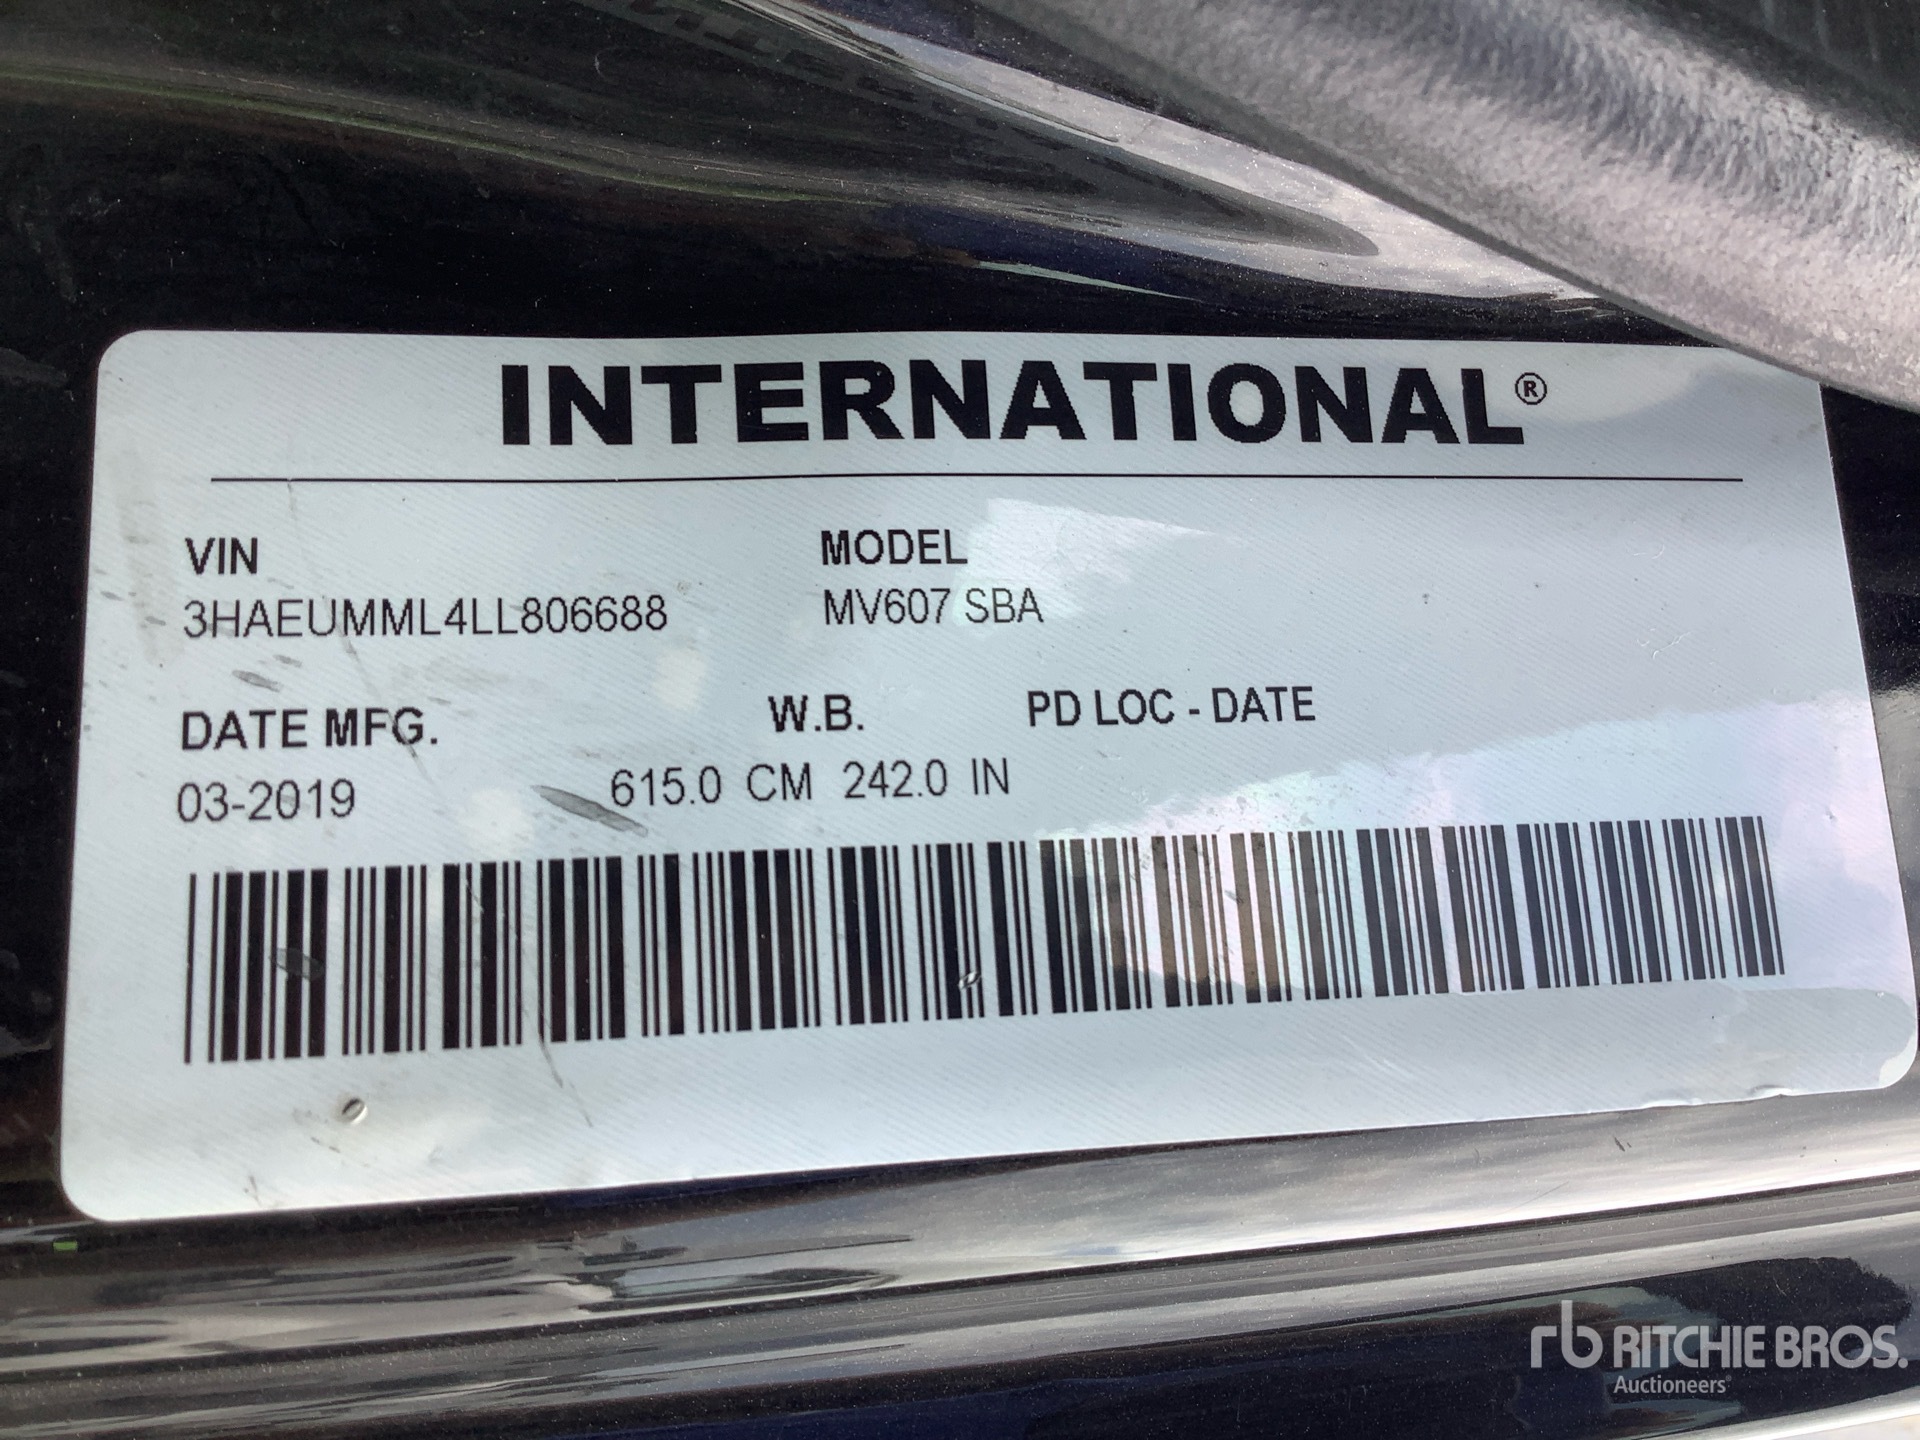 INTERNATIONAL®
VIN MODEL
3HAEUMML4LL806688 MV607 SBA
DATE MFG. W.B. PD LOC - DATE
03-2019 615.0 CM 242.0 IN
rb RITCHIE BROS.
Auctioneers®